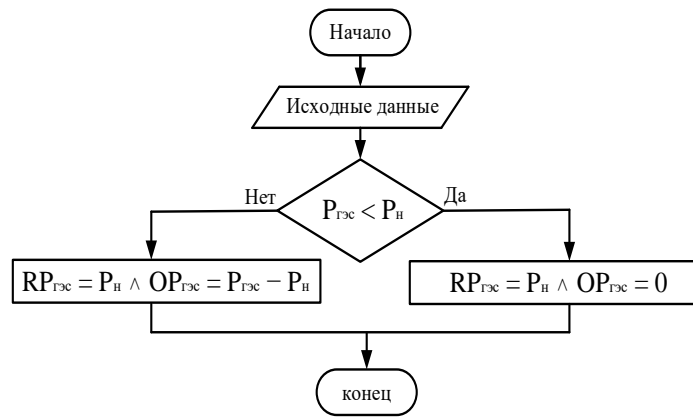 Начало
Исходные данные
Нет
Да
Pгэс < Pн
RPгэс = Pн ∧ OPгэс = Pгэс − Pн
RPгэс = Pн ∧ OPгэс = 0
конец